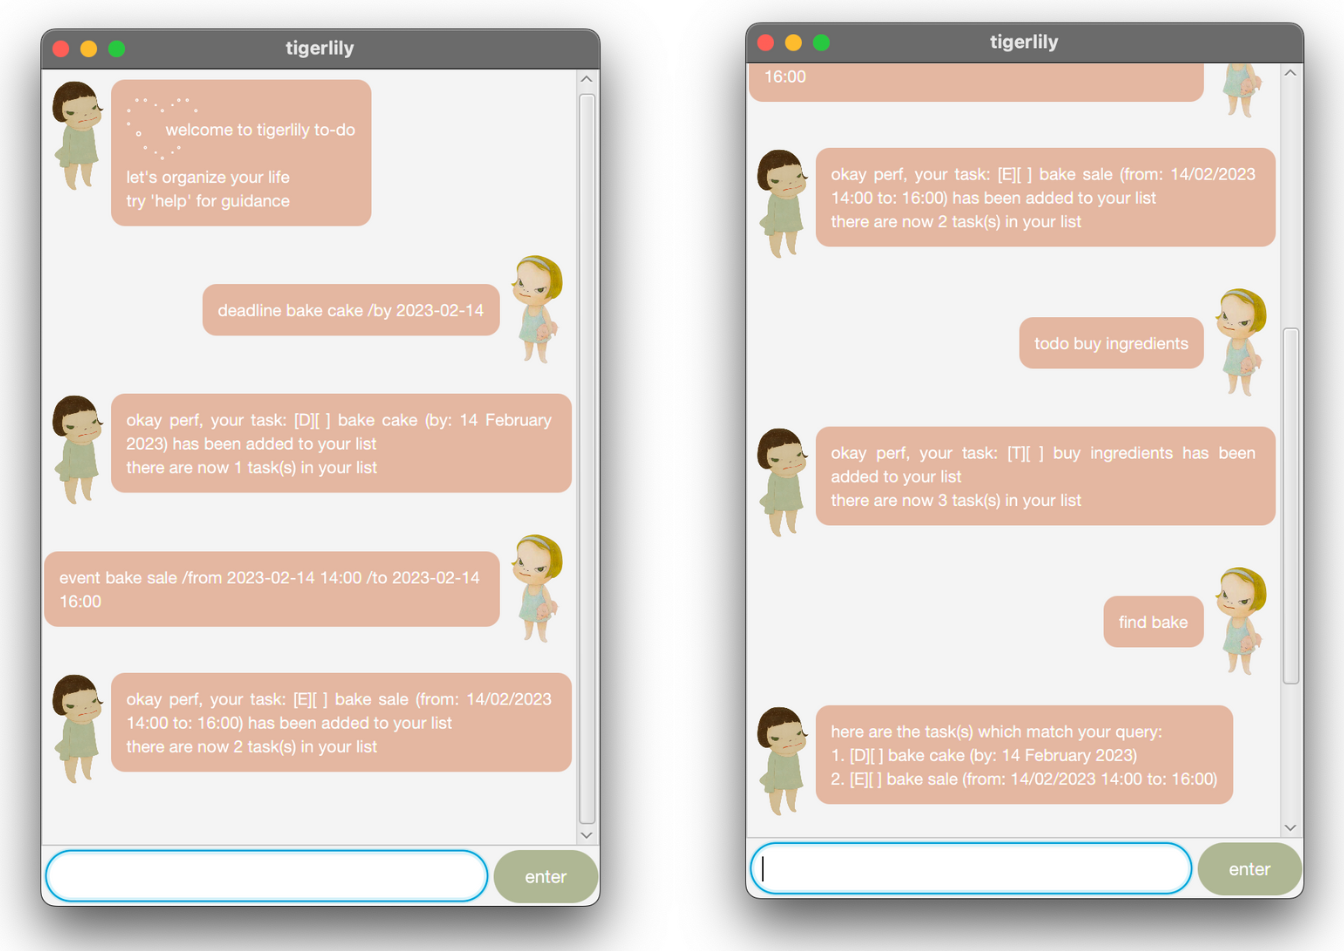 tigerlily
welcome to tigerlily to-do
let's organize your life
try 'help' for guidance
deadline bake cake /by 2023-02-14
okay perf, your task: [D][ ] bake cake (by: 14 February
2023) has been added to your list
there are now 1 task(s) in your list
event bake sale /from 2023-02-14 14:00 /to 2023-02-14
16:00
okay perf, your task: [E][ ] bake sale (from: 14/02/2023
14:00 to: 16:00) has been added to your list
there are now 2 task(s) in your list
enter
tigerlily
16:00
okay perf, your task: [E][ ] bake sale (from: 14/02/2023
14:00 to: 16:00) has been added to your list
there are now 2 task(s) in your list
todo buy ingredients
okay perf, your task: [T][ ] buy ingredients has been
added to your list
there are now 3 task(s) in your list
find bake
here are the task(s) which match your query:
1. [D][ ] bake cake (by: 14 February 2023)
2. [E][ ] bake sale (from: 14/02/2023 14:00 to: 16:00)
enter